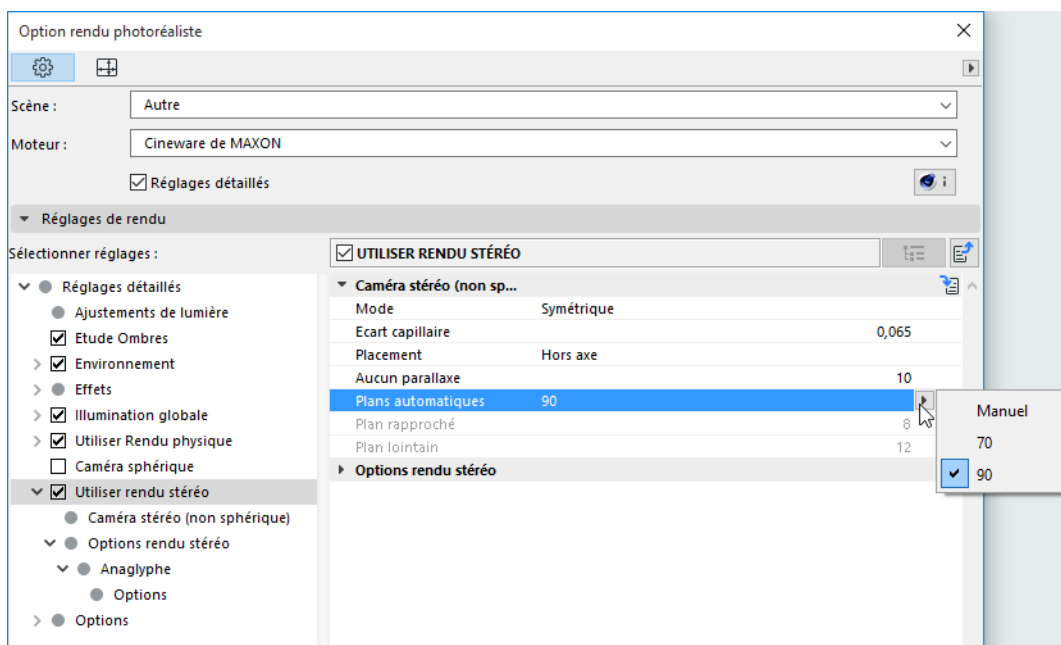 Option rendu photoréaliste
Scène :
Autre
Moteur :
Cineware de MAXON
Réglages détaillés
i
Réglages de rendu
Sélectionner réglages :
UTILISER RENDU STÉRÉO
Réglages détaillés
Ajustements de lumière
Etude Ombres
Environnement
Effets
Illumination globale
Utiliser Rendu physique
Caméra sphérique
Utiliser rendu stéréo
Caméra stéréo (non sphérique)
Options rendu stéréo
Anaglyphe
Options
Options
Caméra stéréo (non sp...
Mode Symétrique
Ecart capillaire 0,065
Placement Hors axe
Aucun parallaxe 10
Plans automatiques 90
Plan rapproché 8
Plan lointain 12
Options rendu stéréo
Manuel
70
90